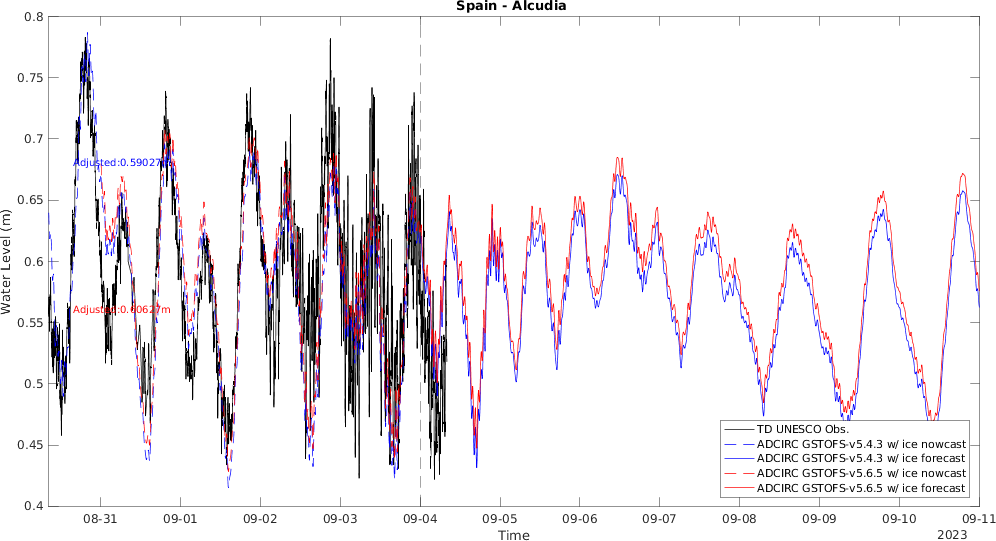 Spain - Alcudia
Water Level (m)
0.8
0.75
0.7
0.65
0.6
0.55
0.5
0.45
0.4
Adjusted:0.59027m
Adjusted:0.60627m
TD UNESCO Obs.
ADCIRC GSTOFS-v5.4.3 w/ ice nowcast
ADCIRC GSTOFS-v5.4.3 w/ ice forecast
ADCIRC GSTOFS-v5.6.5 w/ ice nowcast
ADCIRC GSTOFS-v5.6.5 w/ ice forecast
08-31 09-01 09-02 09-03 09-04 09-05 09-06 09-07 09-08 09-09 09-10 09-11
Time
2023